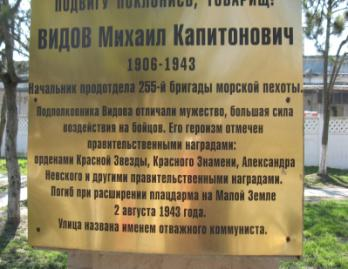 ПОДВИГУ ПОКЛОНИСЬ, ТОВАРИЩ!
ВИДОВ Михаил Капитонович
1906-1943
Начальник продотдела 255-й бригады морской пехоты.
Подполковника Видова отличали мужество, большая сила
воздействия на бойцов. Его героизм отмечен
правительственными наградами:
орденами Красной Звезды, Красного Знамени, Александра
Невского и другими правительственными наградами.
Погиб при расширении плацдарма на Малой Земле
2 августа 1943 года.
Улица названа именем отважного коммуниста.